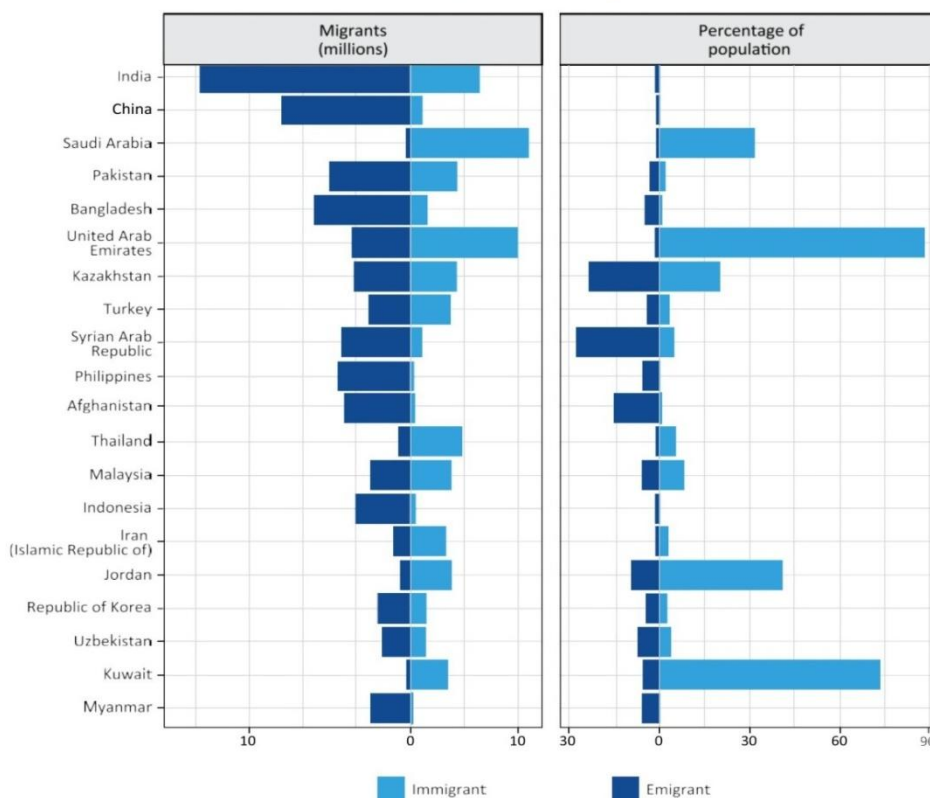 Migrants
(millions)
Percentage of
population
India
China
Saudi Arabia
Pakistan
Bangladesh
United Arab
Emirates
Kazakhstan
Turkey
Syrian Arab
Republic
Philippines
Afghanistan
Thailand
Malaysia
Indonesia
Iran
(Islamic Republic of)
Jordan
Republic of Korea
Uzbekistan
Kuwait
Myanmar
10 0 10
30 0 30 60 90
Immigrant Emigrant